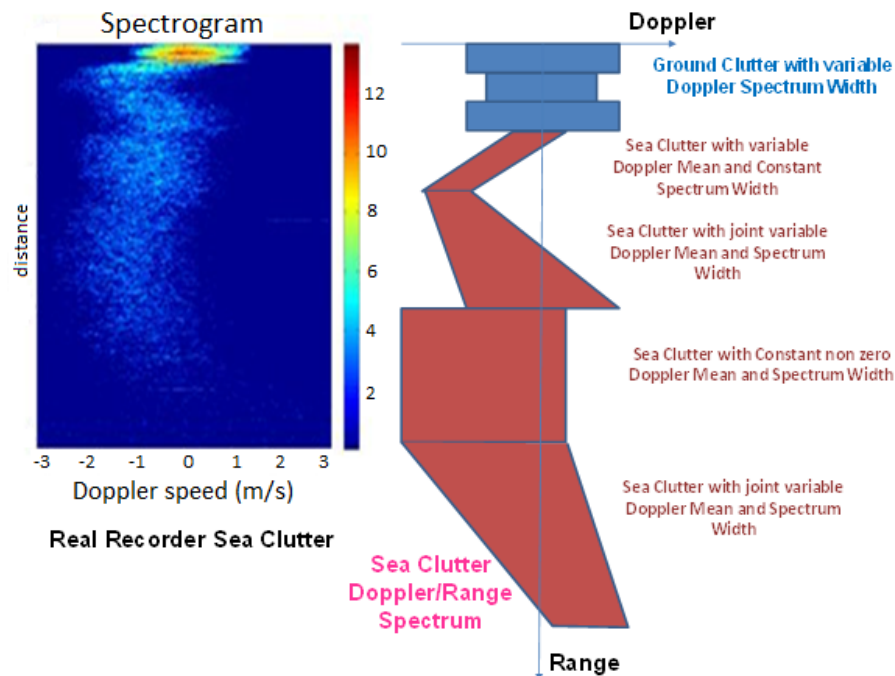 Spectrogram
distance
12
10
8
6
4
2
-3 -2 -1 0 1 2 3
Doppler speed (m/s)
Real Recorder Sea Clutter
Doppler
Ground Clutter with variable
Doppler Spectrum Width
Sea Clutter with variable
Doppler Mean and Constant
Spectrum Width
Sea Clutter with joint variable
Doppler Mean and Spectrum
Width
Sea Clutter with Constant non zero
Doppler Mean and Spectrum Width
Sea Clutter with joint variable
Doppler Mean and Spectrum
Width
Sea Clutter
Doppler/Range
Spectrum
Range